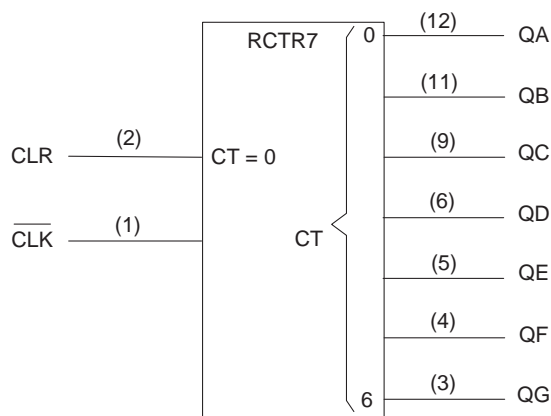 RCTR7 0 (12) QA
(11) QB
CLR (2) CT = 0 (9) QC
(6) QD
CLK (1) CT
(5) QE
(4) QF
6 (3) QG